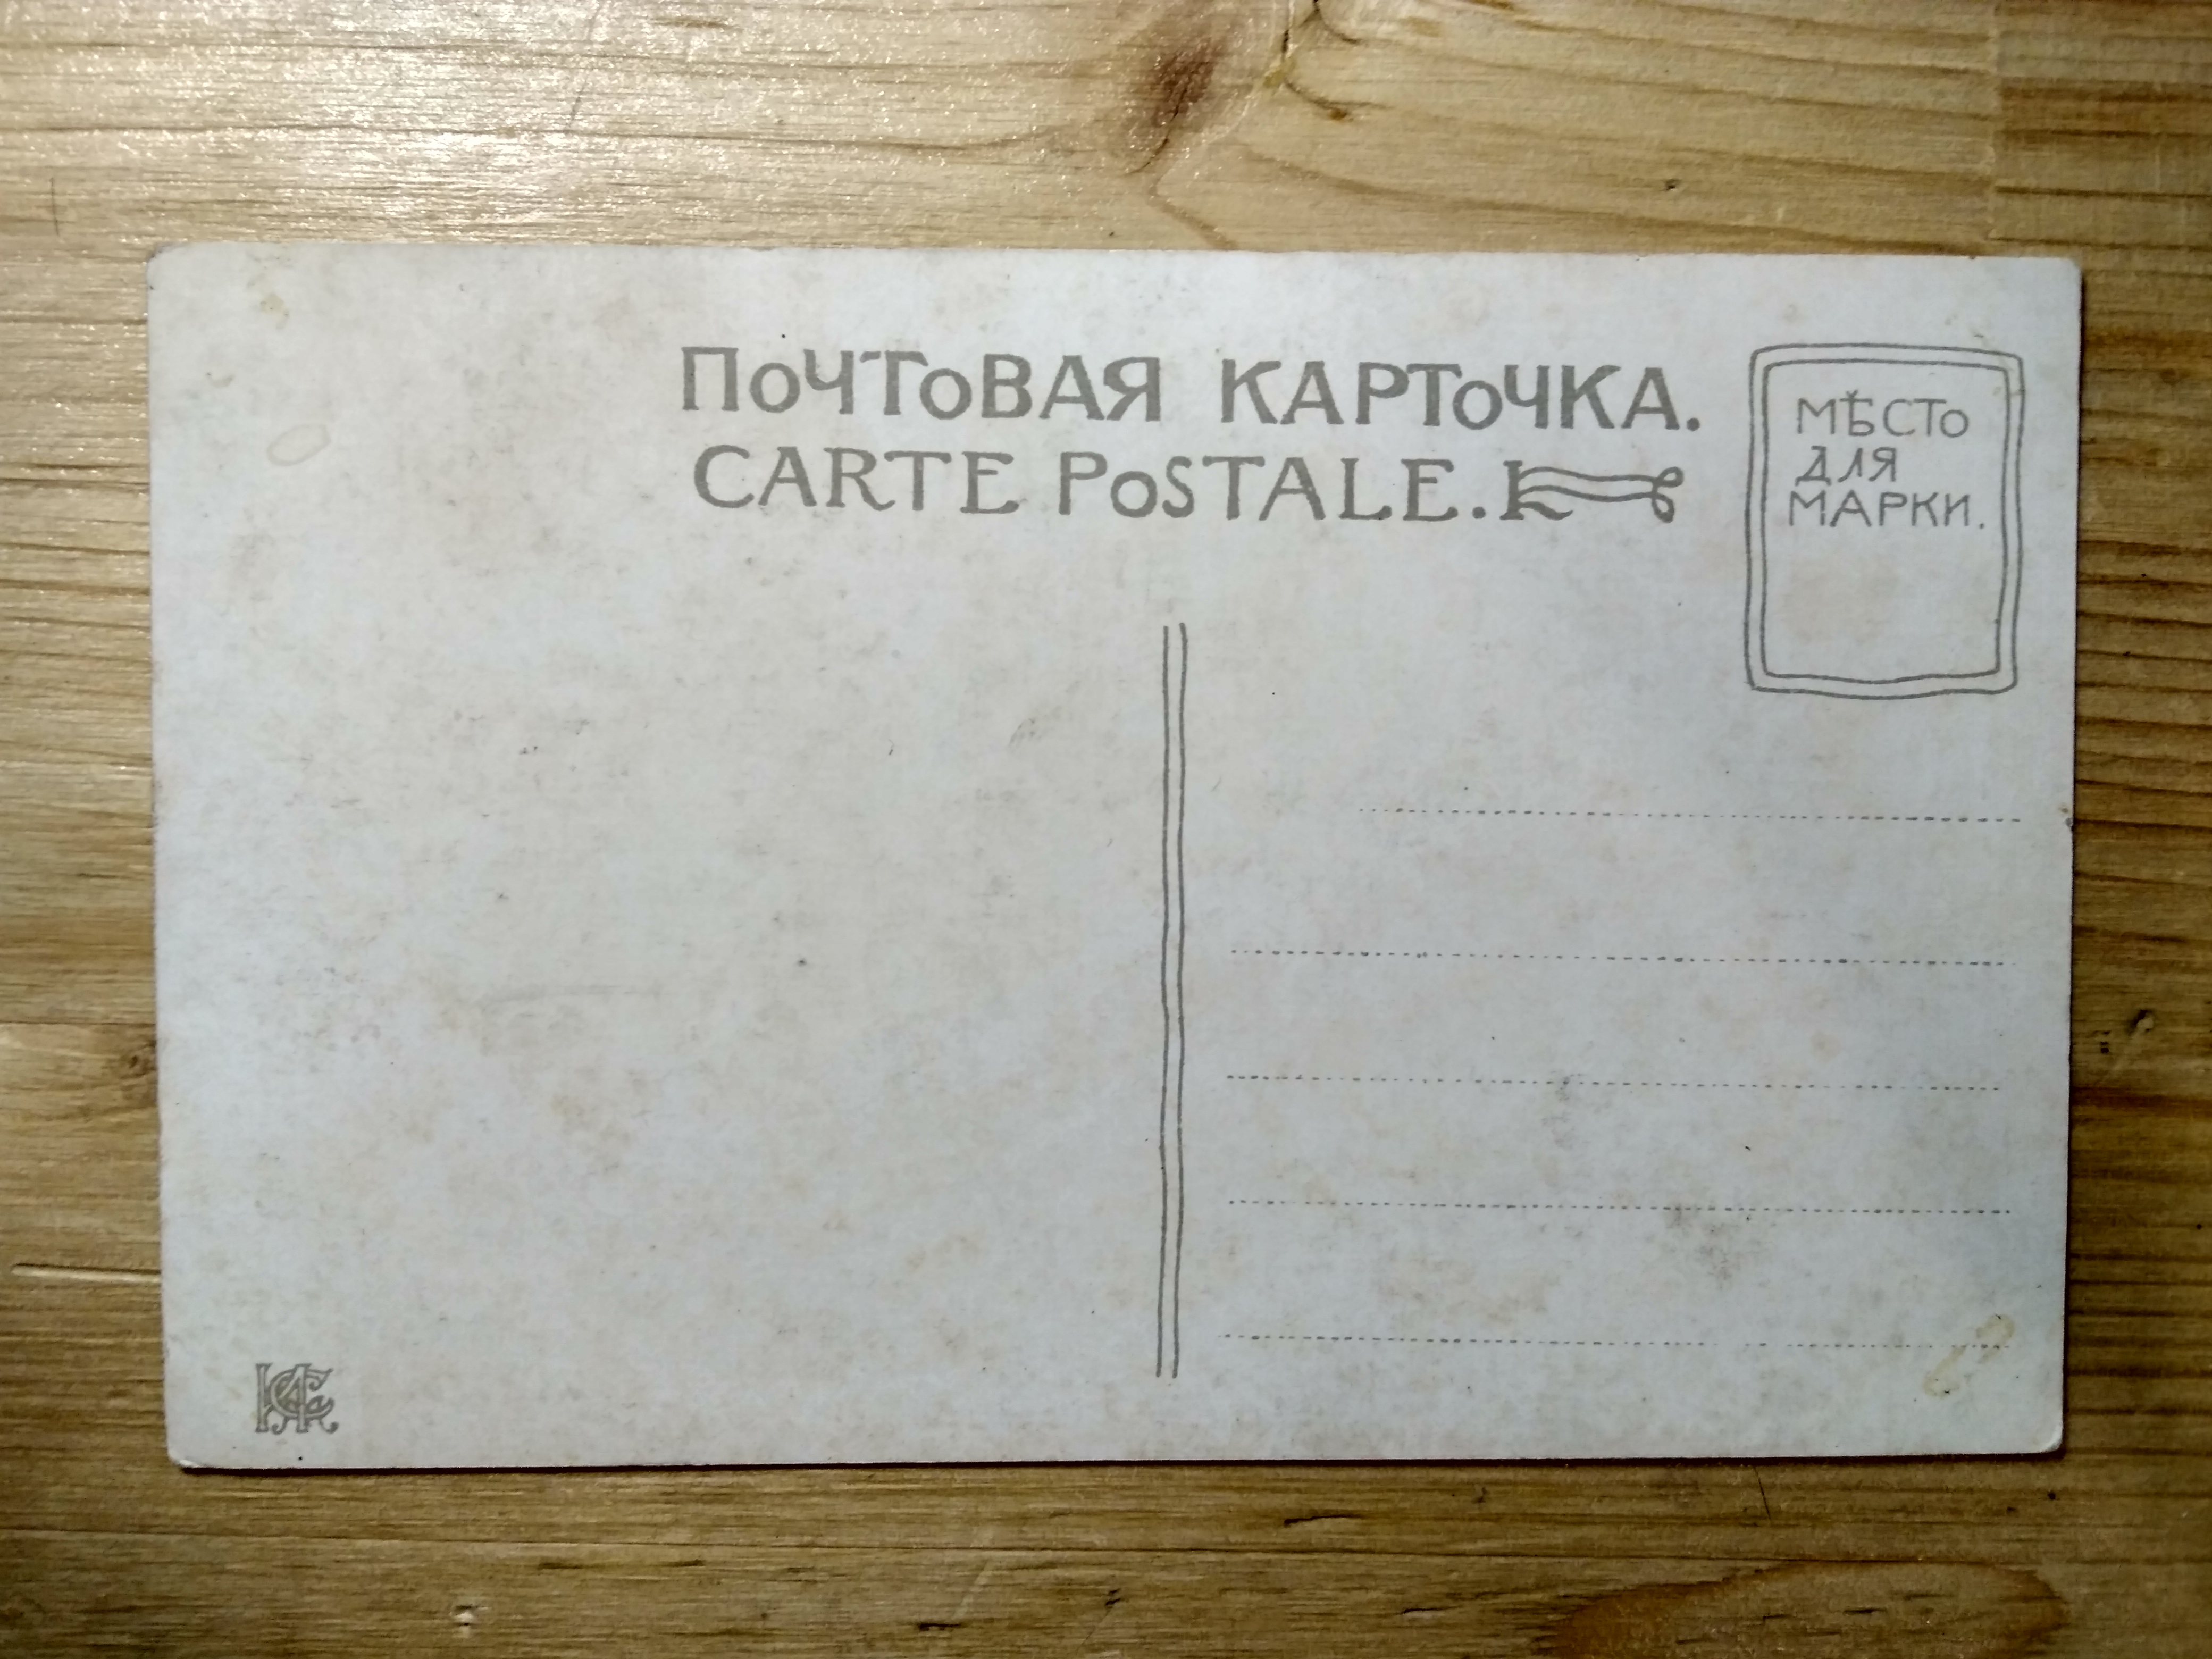 ПОЧТОВАЯ КАРТОЧКА.
CARTE POSTALE.
МѢСТО
ДЛЯ
МАРКИ.